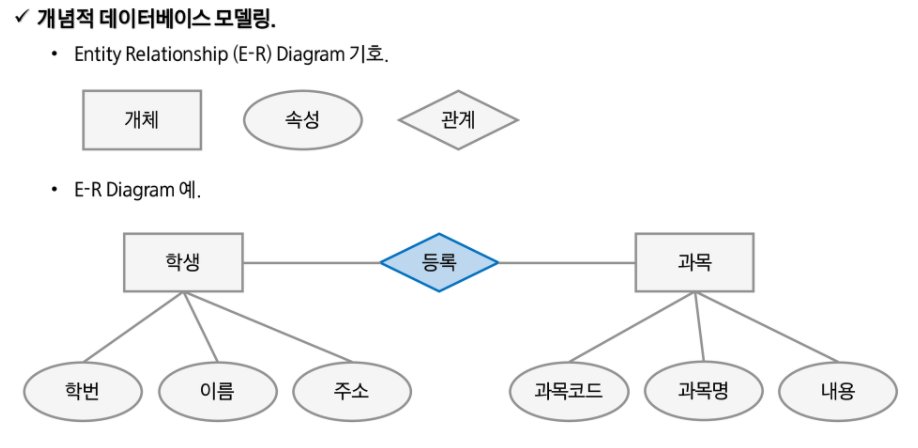 ✓ 개념적 데이터베이스 모델링.
• Entity Relationship (E-R) Diagram 기호.
개체 속성 관계
• E-R Diagram 예.
학생 등록 과목
학번 이름 주소 과목코드 과목명 내용